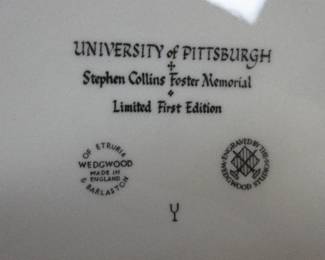 UNIVERSITY of PITTSBURGH
Stephen Collins Foster Memorial
Limited First Edition
OF ETRURIA
WEDGWOOD
MADE IN
ENGLAND
& BARLASTON
ENGRAVED BY THE
WEDGWOOD STUDIO
Y